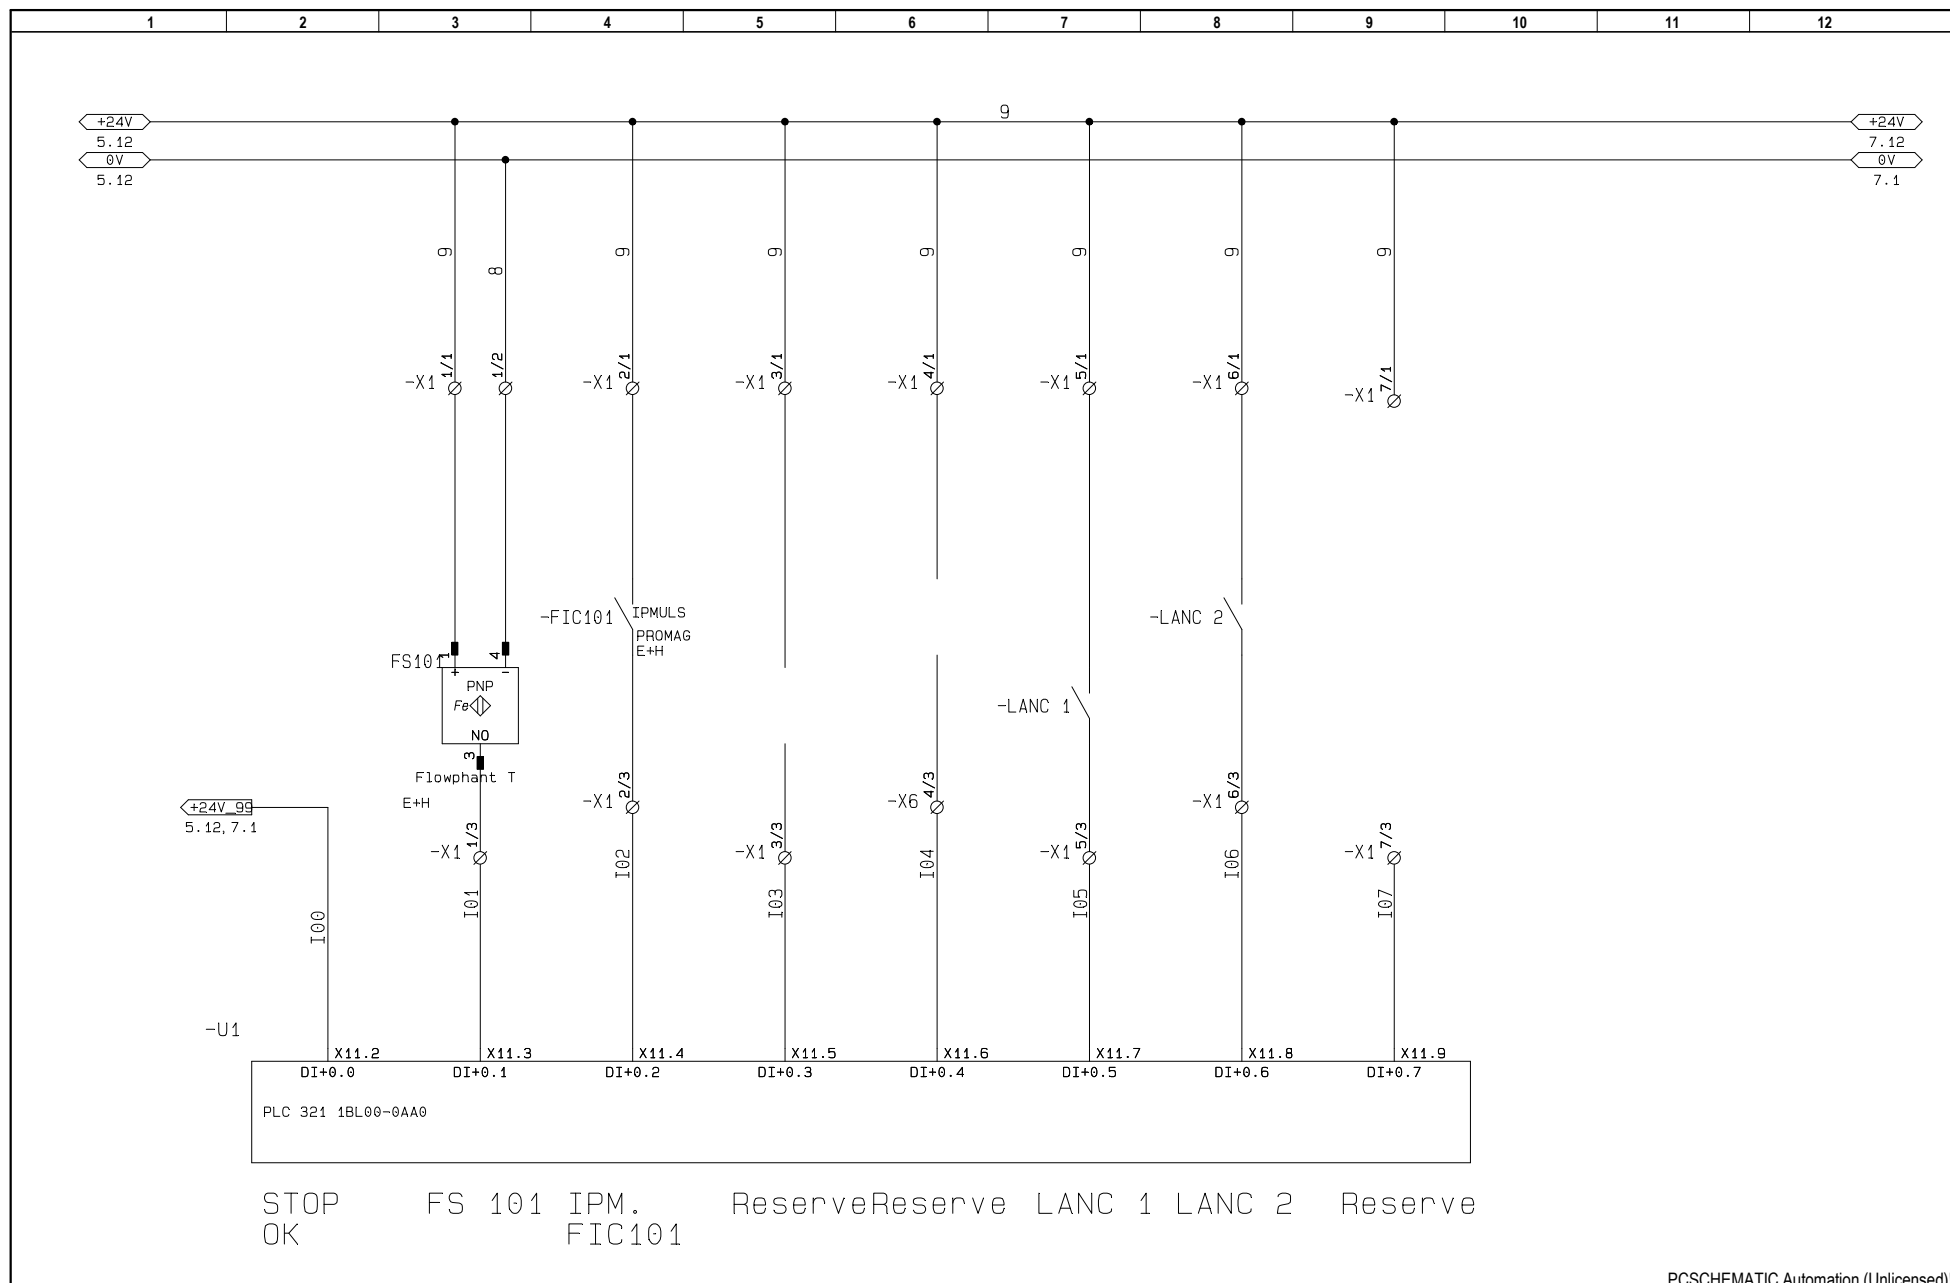 1 2 3 4 5 6 7 8 9 10 11 12
9
+24V +24V
5.12 7.12
0V 0V
5.12 7.1
9 9 9 9 9 9 9
8
1/1 1/2 2/1 3/1 4/1 5/1 6/1 7/1
-X1 -X1 -X1 -X1 -X1 -X1 -X1
-FIC101 IPMULS -LANC 2
PROMAG
E+H
1 4
FS101
+ -
PNP
Fe
-LANC 1
NO
3
Flowphant T
E+H
2/3 4/3 6/3
-X1 -X6 -X1
+24V_99
5.12,7.1
1/3 3/3 5/3 7/3
-X1 -X1 -X1 -X1
I02 I04 I06
I01 I03 I05 I07
I00
-U1
X11.2 X11.3 X11.4 X11.5 X11.6 X11.7 X11.8 X11.9
DI+0.0 DI+0.1 DI+0.2 DI+0.3 DI+0.4 DI+0.5 DI+0.6 DI+0.7
PLC 321 1BL00-0AA0
STOP FS 101 IPM. Reserve Reserve LANC 1 LANC 2 Reserve
OK FIC101
PCSCHEMATIC Automation (Unlicensed)